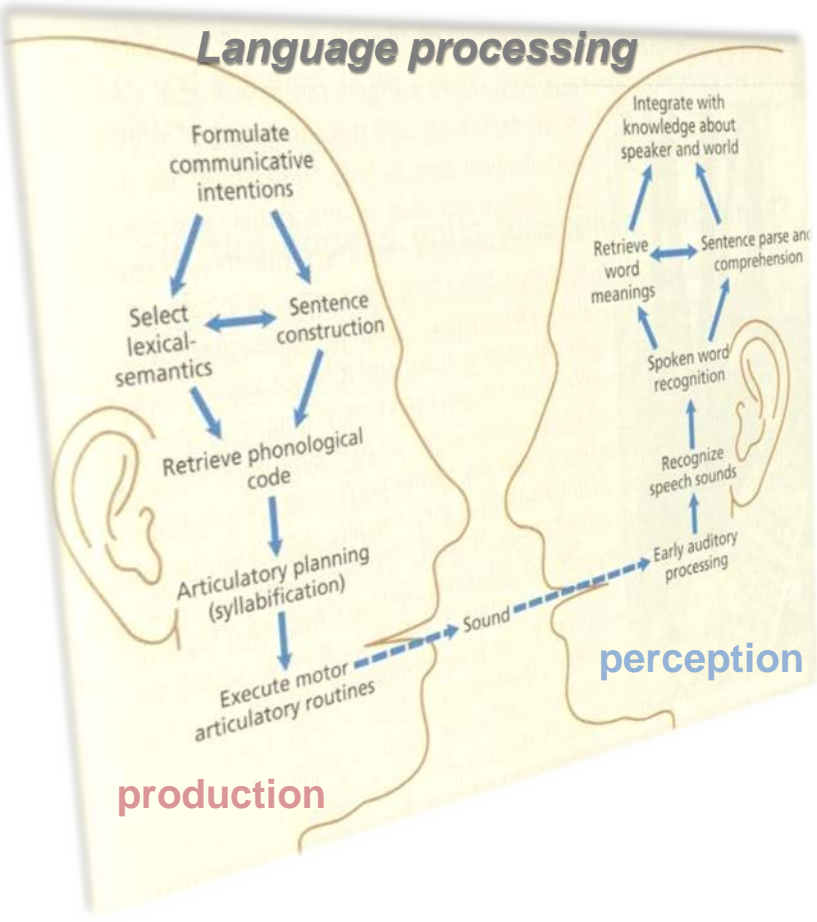 Language processing
Formulate
communicative
intentions
Select
lexical-
semantics
Sentence
construction
Retrieve phonological
code
Articulatory planning
(syllabification)
Execute motor
articulatory routines
production
Sound
Integrate with
knowledge about
speaker and world
Retrieve
word
meanings
Sentence parse and
comprehension
Spoken word
recognition
Recognize
speech sounds
Early auditory
processing
perception